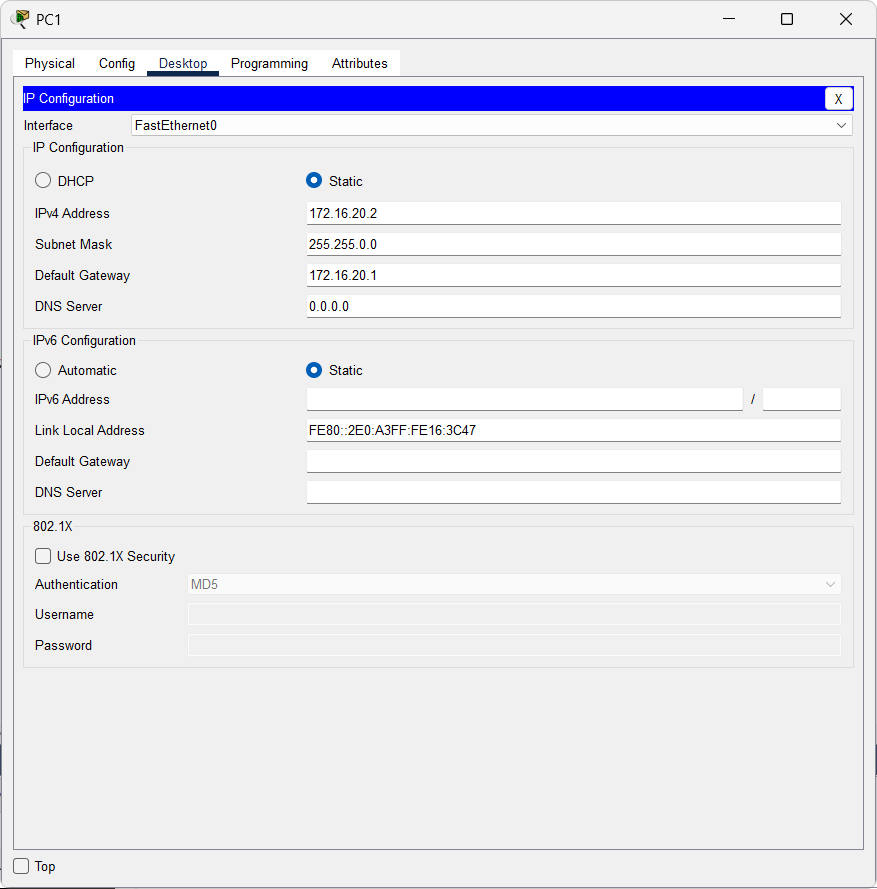 PC1
Physical Config Desktop Programming Attributes
IP Configuration X
Interface FastEthernet0
IP Configuration
DHCP Static
IPv4 Address 172.16.20.2
Subnet Mask 255.255.0.0
Default Gateway 172.16.20.1
DNS Server 0.0.0.0
IPv6 Configuration
Automatic Static
IPv6 Address /
Link Local Address FE80::2E0:A3FF:FE16:3C47
Default Gateway
DNS Server
802.1X
Use 802.1X Security
Authentication MD5
Username
Password
Top